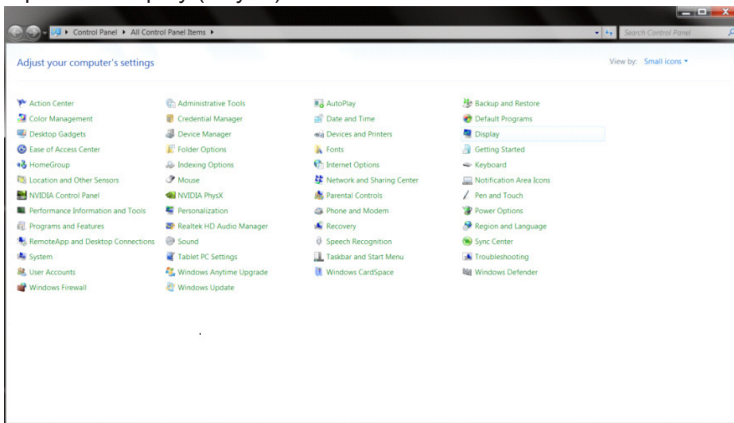 Control Panel ▸ All Control Panel Items ▸
Search Control Panel
Adjust your computer's settings
View by: Small icons
Action Center
Administrative Tools
AutoPlay
Backup and Restore
Color Management
Credential Manager
Date and Time
Default Programs
Desktop Gadgets
Device Manager
Devices and Printers
Display
Ease of Access Center
Folder Options
Fonts
Getting Started
HomeGroup
Indexing Options
Internet Options
Keyboard
Location and Other Sensors
Mouse
Network and Sharing Center
Notification Area Icons
NVIDIA Control Panel
NVIDIA PhysX
Parental Controls
Pen and Touch
Performance Information and Tools
Personalization
Phone and Modem
Power Options
Programs and Features
Realtek HD Audio Manager
Recovery
Region and Language
RemoteApp and Desktop Connections
Sound
Speech Recognition
Sync Center
System
Tablet PC Settings
Taskbar and Start Menu
Troubleshooting
User Accounts
Windows Anytime Upgrade
Windows CardSpace
Windows Defender
Windows Firewall
Windows Update